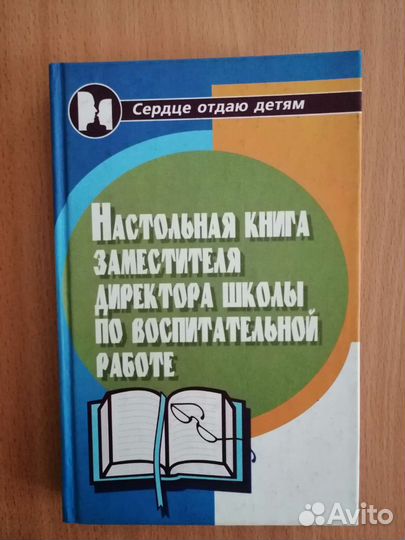 Сердце отдаю детям
Настольная книга
заместителя
директора школы
по воспитательной
работе
Avito